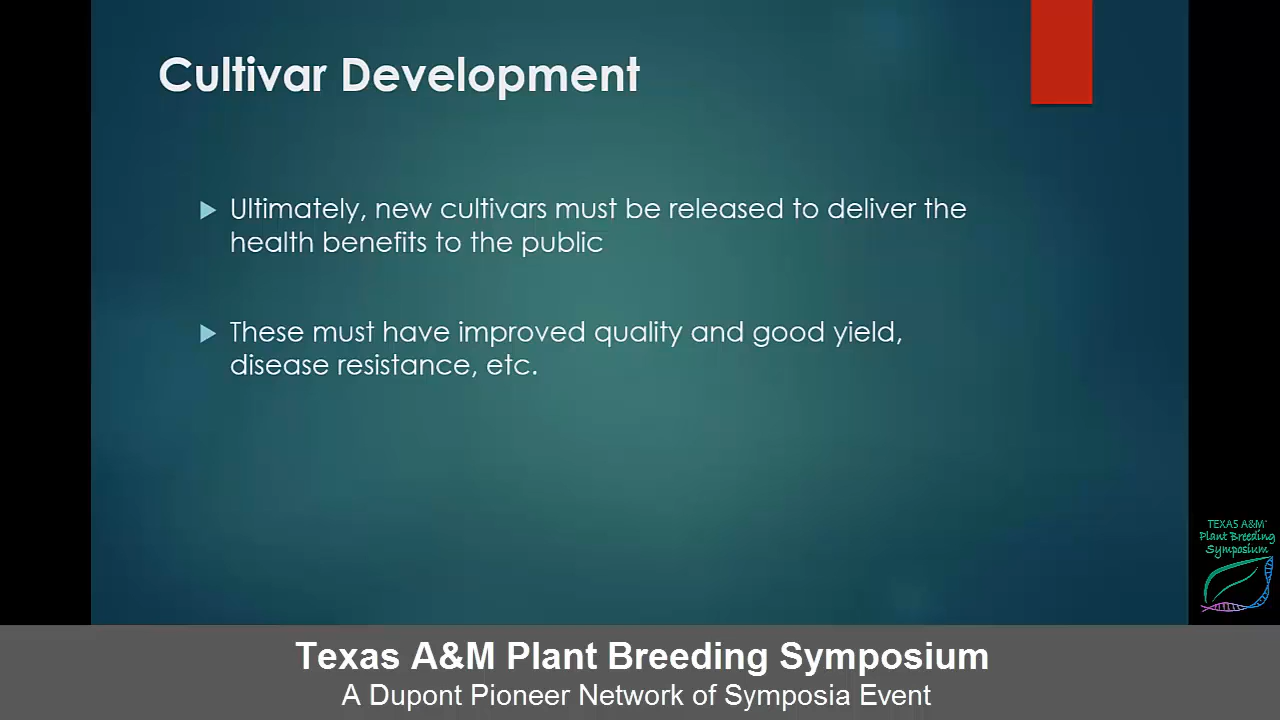 Cultivar Development
Ultimately, new cultivars must be released to deliver the
health benefits to the public
These must have improved quality and good yield,
disease resistance, etc.
TEXAS A&M
Plant Breeding
Symposium
Texas A&M Plant Breeding Symposium
A Dupont Pioneer Network of Symposia Event